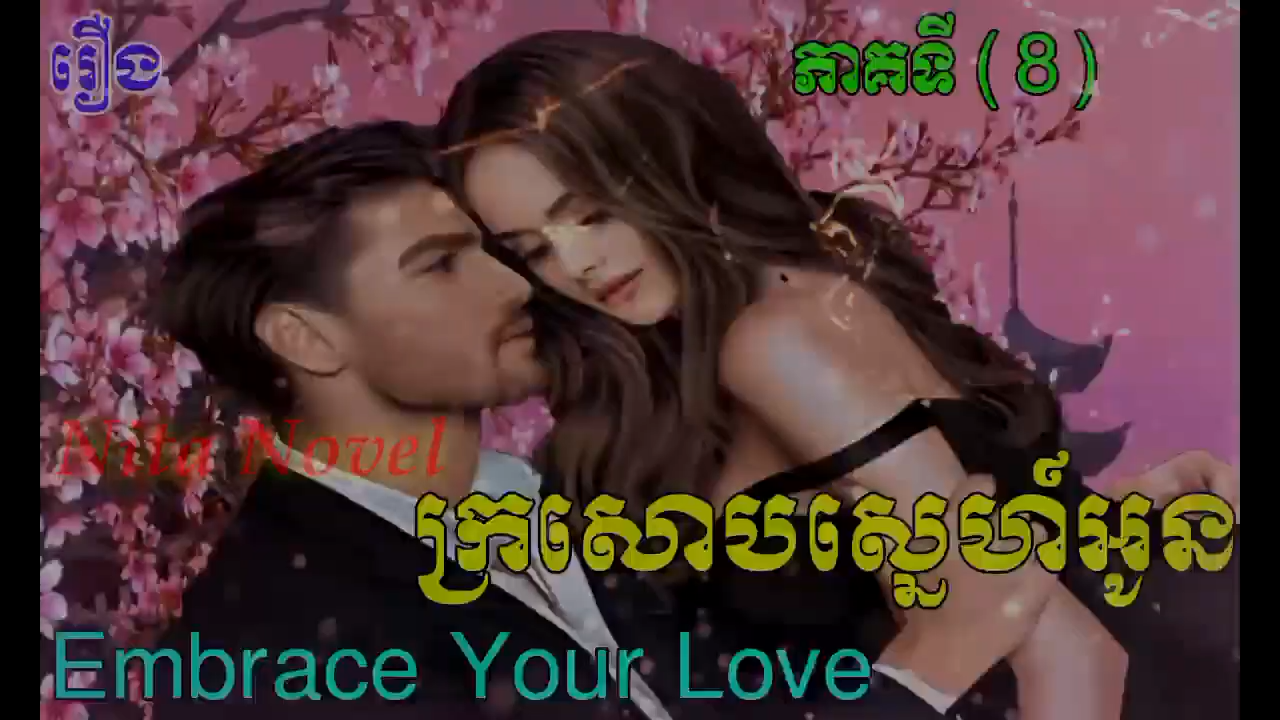 រឿង
ភាគទី ( 8 )
Nita Novel
ក្រសោបស្នេហ៍អូន
Embrace Your Love